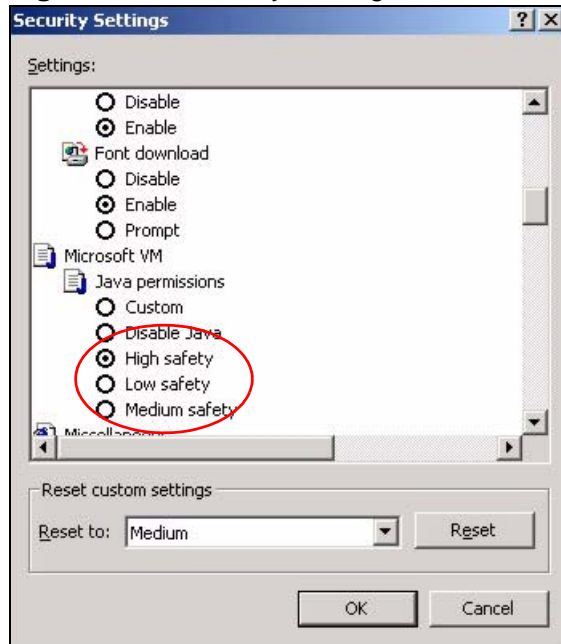 Security Settings
Settings:
Disable
Enable
Font download
Disable
Enable
Prompt
Microsoft VM
Java permissions
Custom
Disable Java
High safety
Low safety
Medium safety
Miscellaneous
Reset custom settings
Reset to: Medium Reset
OK Cancel